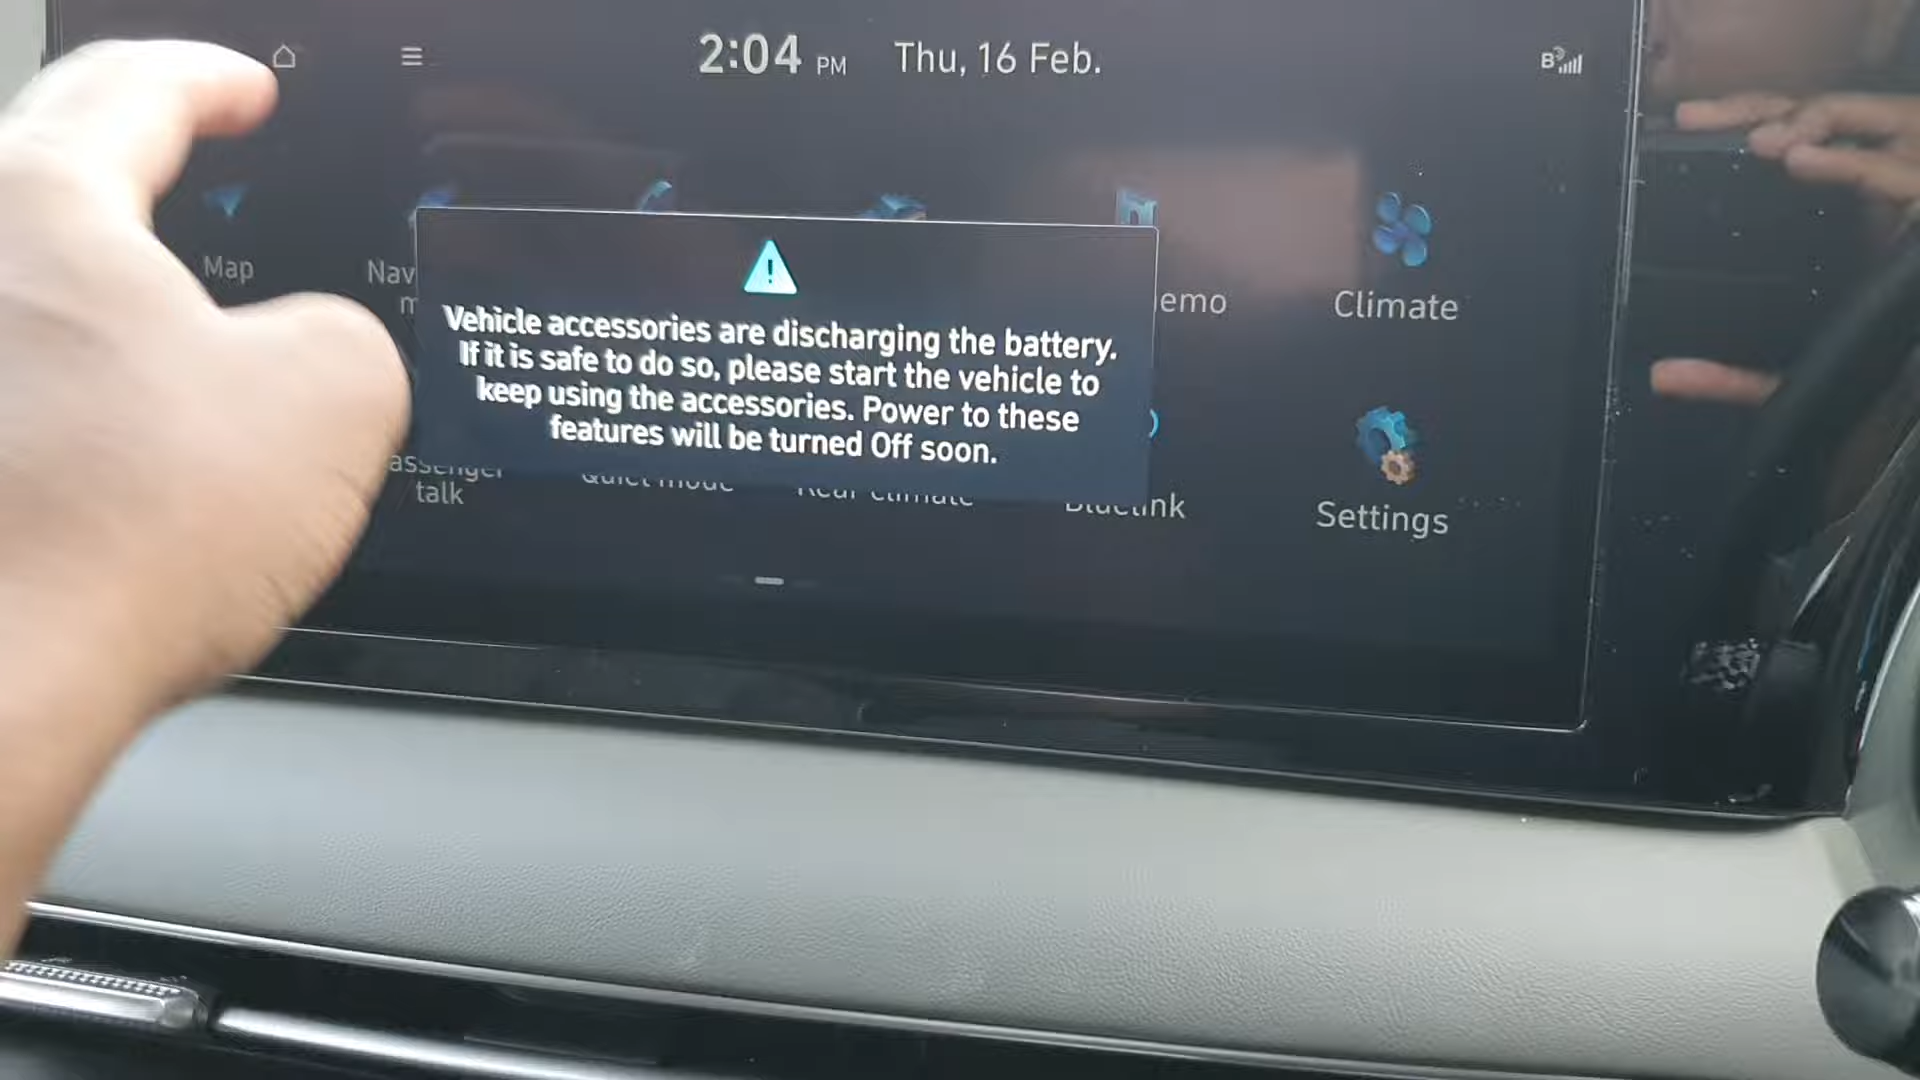 2:04 PM Thu, 16 Feb.
B
Map
Nav
emo
Climate
Vehicle accessories are discharging the battery.
If it is safe to do so, please start the vehicle to
keep using the accessories. Power to these
features will be turned Off soon.
talk
Settings